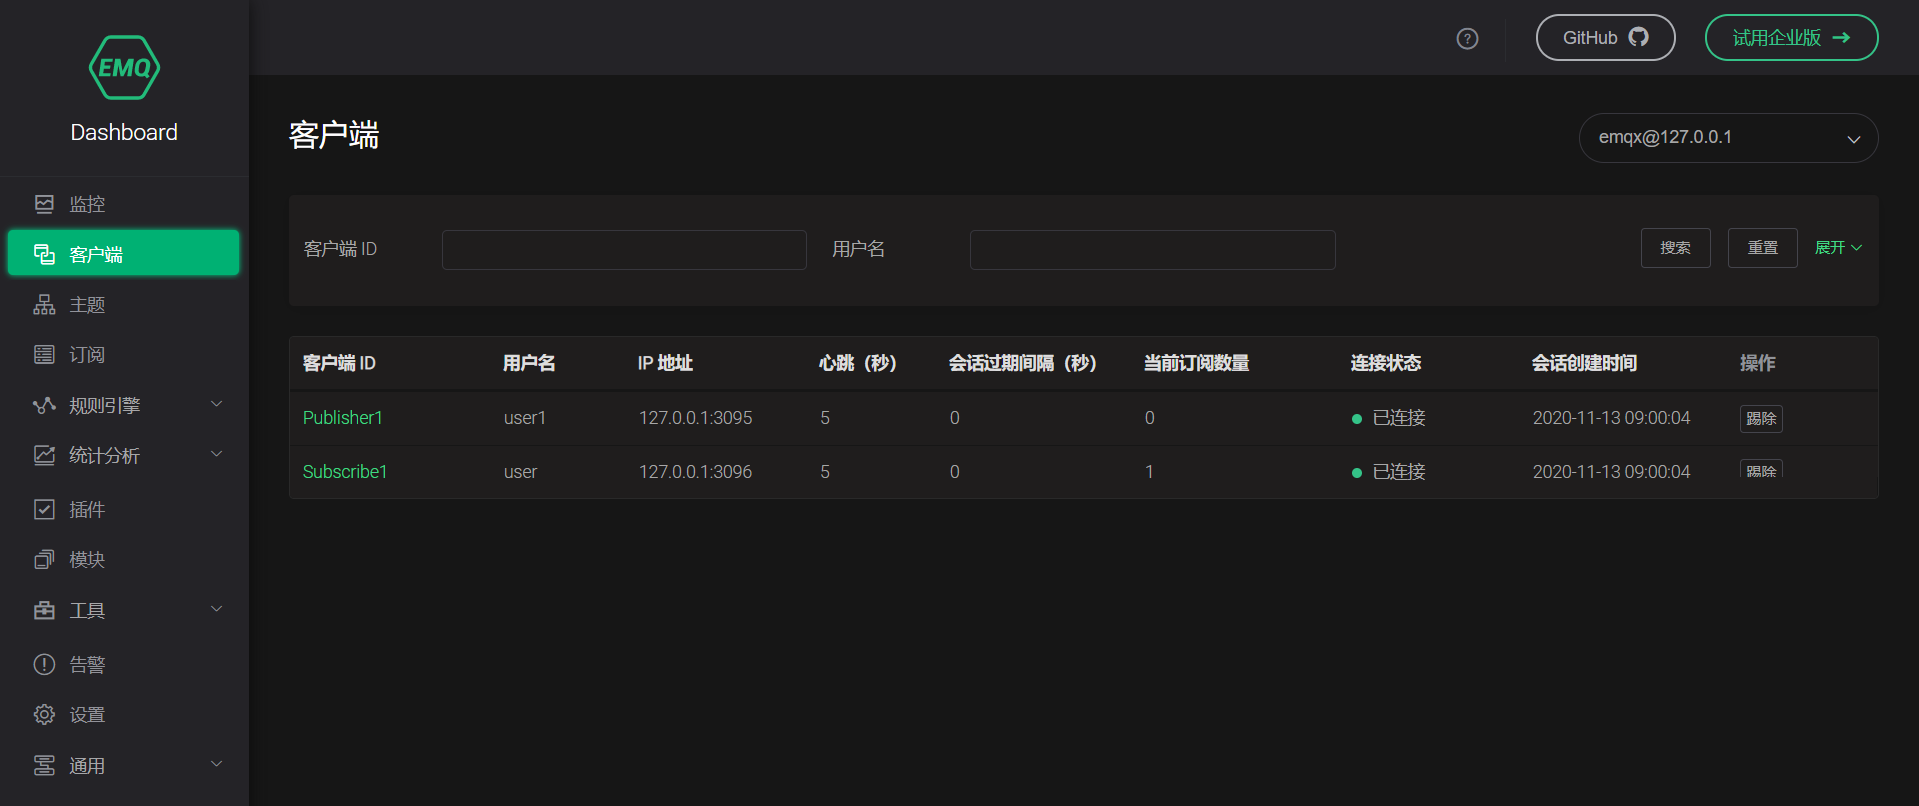 EMQ
Dashboard
监控
客户端
主题
订阅
规则引擎
统计分析
插件
模块
工具
告警
设置
通用
?
GitHub
试用企业版
客户端
emqx@127.0.0.1
客户端 ID 用户名 搜索 重置 展开
客户端 ID 用户名 IP 地址 心跳（秒） 会话过期间隔（秒） 当前订阅数量 连接状态 会话创建时间 操作
Publisher1 user1 127.0.0.1:3095 5 0 0 已连接 2020-11-13 09:00:04 踢除
Subscribe1 user 127.0.0.1:3096 5 0 1 已连接 2020-11-13 09:00:04 踢除